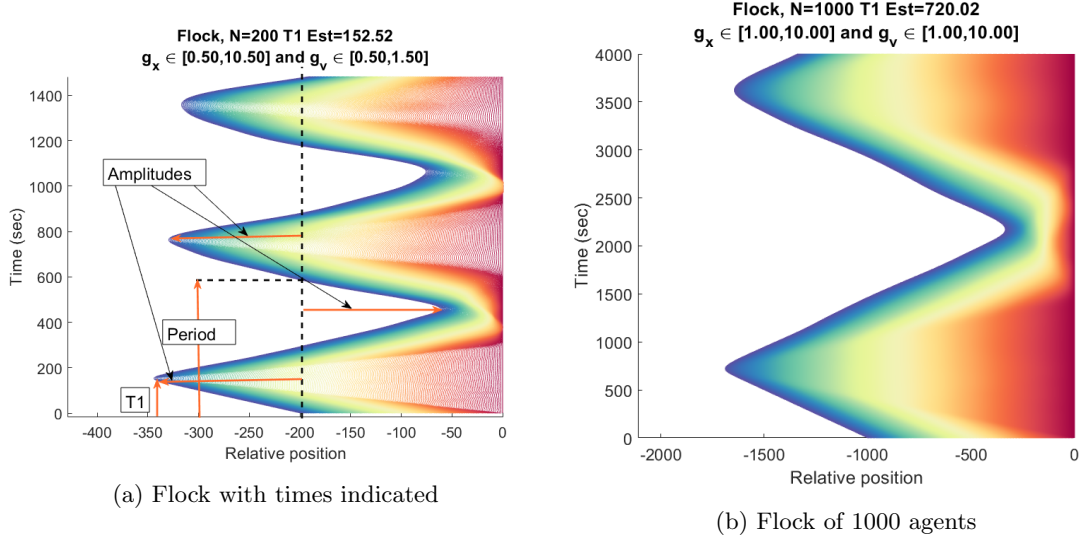 Flock, N=200 T1 Est=152.52
g_x ∈ [0.50,10.50] and g_v ∈ [0.50,1.50]
1400
1200
1000
800
600
400
200
0
Time (sec)
Amplitudes
Period
T1
-400
-350
-300
-250
-200
-150
-100
-50
0
Relative position
(a) Flock with times indicated
Flock, N=1000 T1 Est=720.02
g_x ∈ [1.00,10.00] and g_v ∈ [1.00,10.00]
4000
3500
3000
2500
2000
1500
1000
500
0
Time (sec)
-2000
-1500
-1000
-500
0
Relative position
(b) Flock of 1000 agents